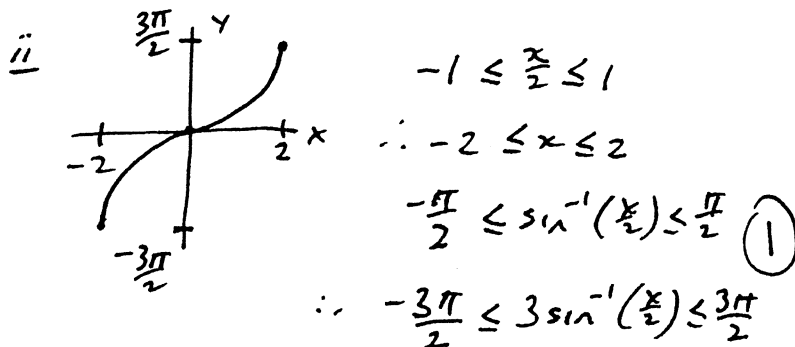 ii
3π/2 Y
-2 2 X
-3π/2
-1 ≤ x/2 ≤ 1
∴ -2 ≤ x ≤ 2
-π/2 ≤ sin⁻¹(x/2) ≤ π/2 ①
∴ -3π/2 ≤ 3sin⁻¹(x/2) ≤ 3π/2